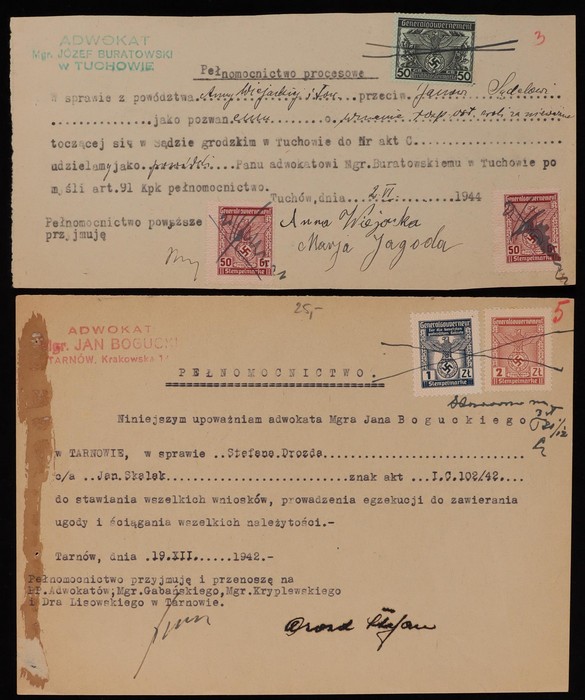 ADWOKAT
Mgr. JÓZEF BURATOWSKI
W TUCHOWIE
Generalgouvernement
50 50
3
Pełnomocnictwo procesowe
W sprawie z powództwa Anny Wiejackiej i tow. przeciw. Janowi
jako pozwan o
toczącej się w sądzie grodzkim w Tuchowie do Nr akt C
udzielamy jako Panu adwokatowi Mgr.Buratowskiemu w Tuchowie po
myśli art.91 Kpk pełnomocnictwo.
Tuchów,dnia 2.VI. 1944
Pełnomocnictwo powyższe
przyjmuję
Anna Wiejacka
Marja Jagoda
Generalgouvernement
50 Gr
Stempelmarke
Generalgouvernement
50 Gr
Stempelmarke
25,-
5
ADWOKAT
Mgr. JAN BOGUCKI
TARNÓW, Krakowska
Generalgouvernement
1 Zł
Stempelmarke
Generalgouvernement
2 Zł
Stempelmarke
PEŁNOMOCNICTWO.
Niniejszym upoważniam adwokata Mgra Jana Boguckiego
w TARNOWIE, w sprawie ..Stefana Drozda
c/a ..Jan Skałek znak akt ..I.C.102/42.
do stawiania wszelkich wniosków, prowadzenia egzekucji do zawierania
ugody i ściągania wszelkich należytości.-
Tarnów, dnia .19.XII. 1942.-
Pełnomocnictwo przyjmuję i przenoszę na
PP.Adwokatów,Mgr.Gabańskiego,Mgr.Kryplewskiego
i Dra Lisowskiego w Tarnowie.
Drozd Stefan